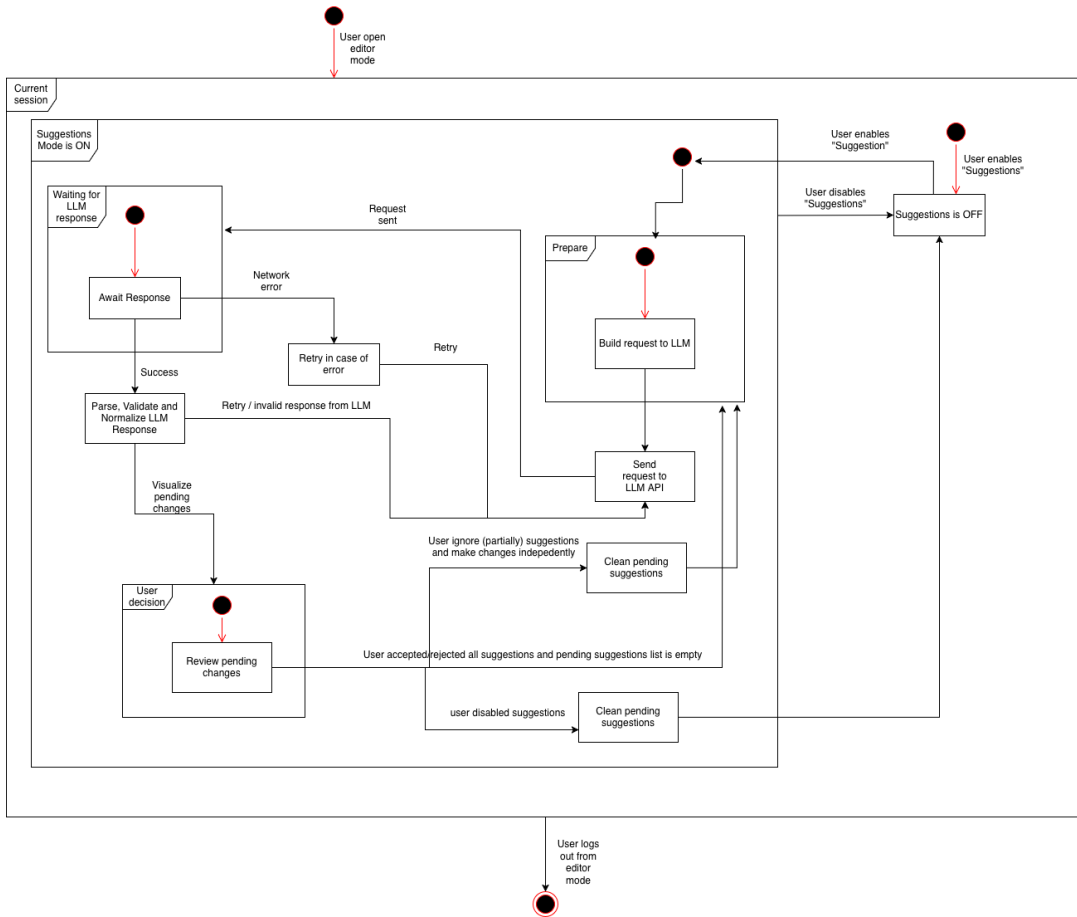 User open
editor
mode
Current
session
Suggestions
Mode is ON
User enables
"Suggestion"
User enables
"Suggestions"
User disables
"Suggestions"
Suggestions is OFF
Waiting for
LLM
response
Request
sent
Prepare
Await Response
Network
error
Build request to LLM
Retry in case of
error
Retry
Success
Parse, Validate and
Normalize LLM
Response
Retry / invalid response from LLM
Send
request to
LLM API
Visualize
pending
changes
User ignore (partially) suggestions
and make changes indepedently
Clean pending
suggestions
User
decision
Review pending
changes
User accepted/rejected all suggestions and pending suggestions list is empty
user disabled suggestions
Clean pending
suggestions
User logs
out from
editor
mode